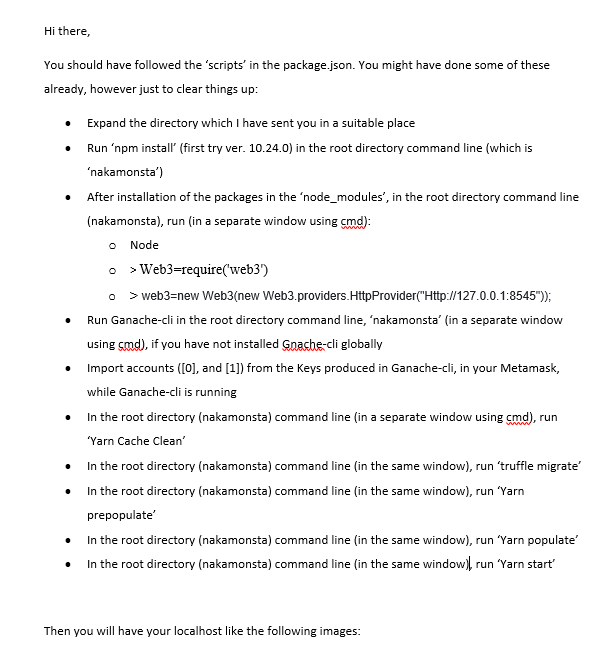 Hi there,
You should have followed the ‘scripts’ in the package.json. You might have done some of these
already, however just to clear things up:
• Expand the directory which I have sent you in a suitable place
• Run ‘npm install’ (first try ver. 10.24.0) in the root directory command line (which is
‘nakamonsta’)
• After installation of the packages in the ‘node_modules’, in the root directory command line
(nakamonsta), run (in a separate window using cmd):
o Node
o > Web3=require('web3')
o > web3=new Web3(new Web3.providers.HttpProvider("Http://127.0.0.1:8545"));
• Run Ganache-cli in the root directory command line, ‘nakamonsta’ (in a separate window
using cmd), if you have not installed Gnache-cli globally
• Import accounts ([0], and [1]) from the Keys produced in Ganache-cli, in your Metamask,
while Ganache-cli is running
• In the root directory (nakamonsta) command line (in a separate window using cmd), run
‘Yarn Cache Clean’
• In the root directory (nakamonsta) command line (in the same window), run ‘truffle migrate’
• In the root directory (nakamonsta) command line (in the same window), run ‘Yarn
prepopulate’
• In the root directory (nakamonsta) command line (in the same window), run ‘Yarn populate’
• In the root directory (nakamonsta) command line (in the same window), run ‘Yarn start’
Then you will have your localhost like the following images: